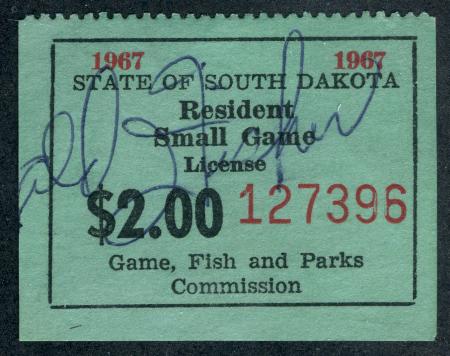 1967 1967
STATE OF SOUTH DAKOTA
Resident
Small Game
License
$2.00 127396
Game, Fish and Parks
Commission